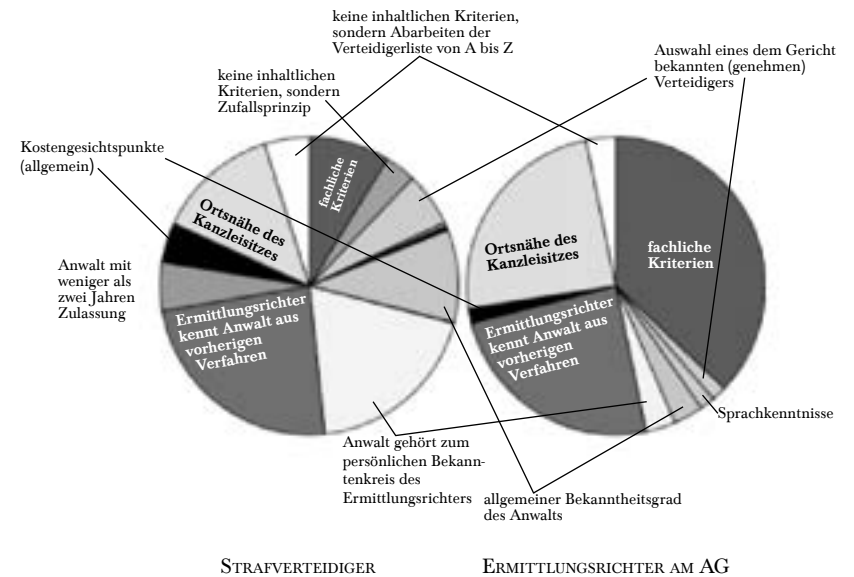 keine inhaltlichen Kriterien,
sondern Abarbeiten der
Verteidigerliste von A bis Z
Auswahl eines dem Gericht
bekannten (genehmen)
Verteidigers
keine inhaltlichen
Kriterien, sondern
Zufallsprinzip
Kostengesichtspunkte
(allgemein)
fachliche
Kriterien
Ortsnähe des
Kanzleisitzes
Anwalt mit
weniger als
zwei Jahren
Zulassung
Ermittlungsrichter
kennt Anwalt aus
vorherigen
Verfahren
Ortsnähe des
Kanzleisitzes
fachliche
Kriterien
Ermittlungsrichter
kennt Anwalt aus
vorherigen
Verfahren
Sprachkenntnisse
Anwalt gehört zum
persönlichen Bekann-
tenkreis des
Ermittlungsrichters
allgemeiner Bekanntheitsgrad
des Anwalts
STRAFVERTEIDIGER
ERMITTLUNGSRICHTER AM AG